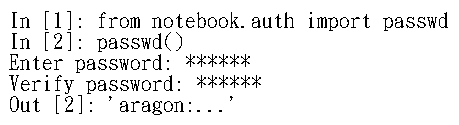 In [1]: from notebook.auth import passwd
In [2]: passwd()
Enter password: ******
Verify password: ******
Out [2]: 'aragon:...'